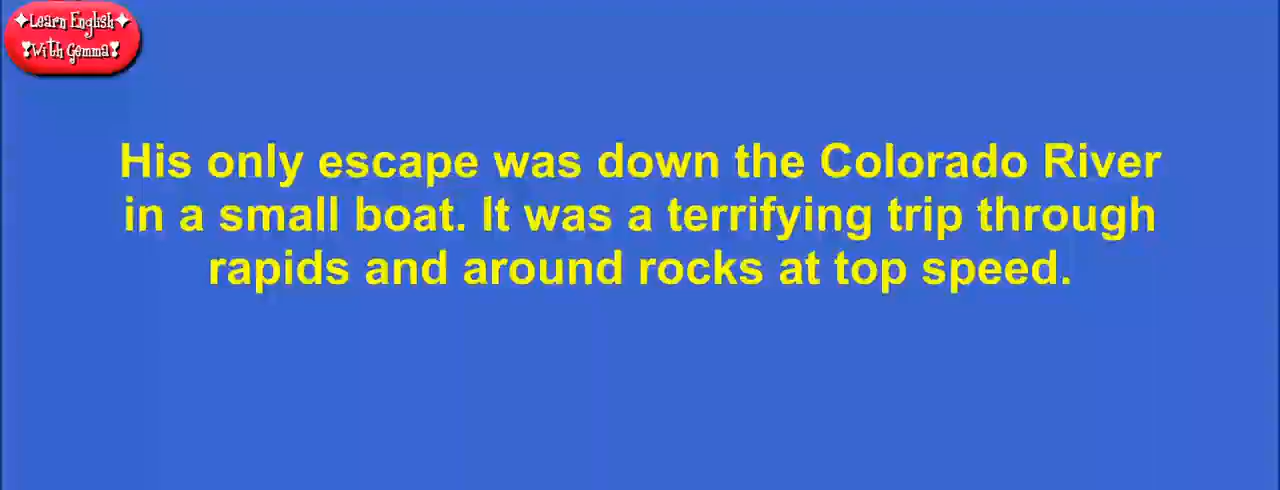 Learn English
With Gemma
His only escape was down the Colorado River
in a small boat. It was a terrifying trip through
rapids and around rocks at top speed.